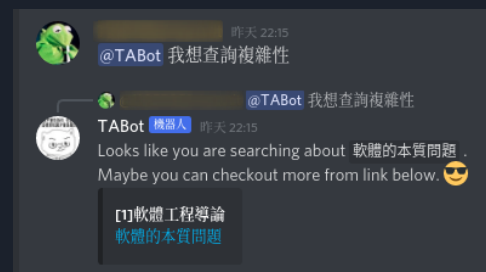 昨天 22:15
@TABot 我想查詢複雜性
@TABot 我想查詢複雜性
TABot 機器人 昨天 22:15
Looks like you are searching about 軟體的本質問題 .
Maybe you can checkout more from link below.
[1]軟體工程導論
軟體的本質問題